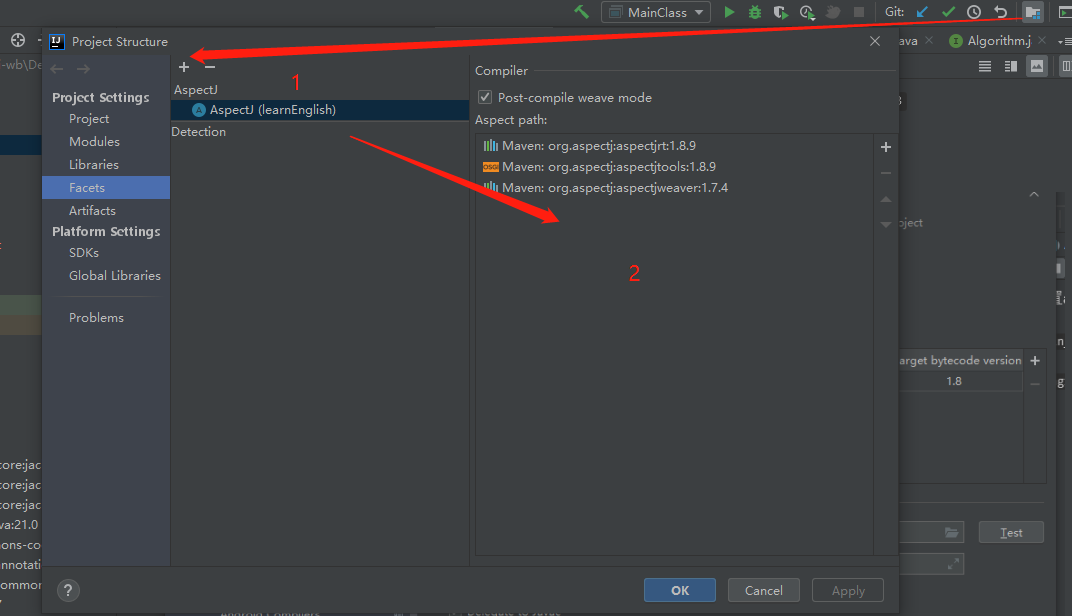 MainClass
Git:
Project Structure
ava
Algorithm.j
-wb\De
1
AspectJ
Compiler
Project Settings
AspectJ (learnEnglish)
Post-compile weave mode
Project
Detection
Aspect path:
Modules
Maven: org.aspectj:aspectjrt:1.8.9
Libraries
OSGi Maven: org.aspectj:aspectjtools:1.8.9
Facets
Maven: org.aspectj:aspectjweaver:1.7.4
Artifacts
oject
Platform Settings
SDKs
Global Libraries
2
Problems
arget bytecode version
1.8
core:jac
core:jac
core:jac
va:21.0
Test
ons-co
nnotati
commor
?
OK
Cancel
Apply